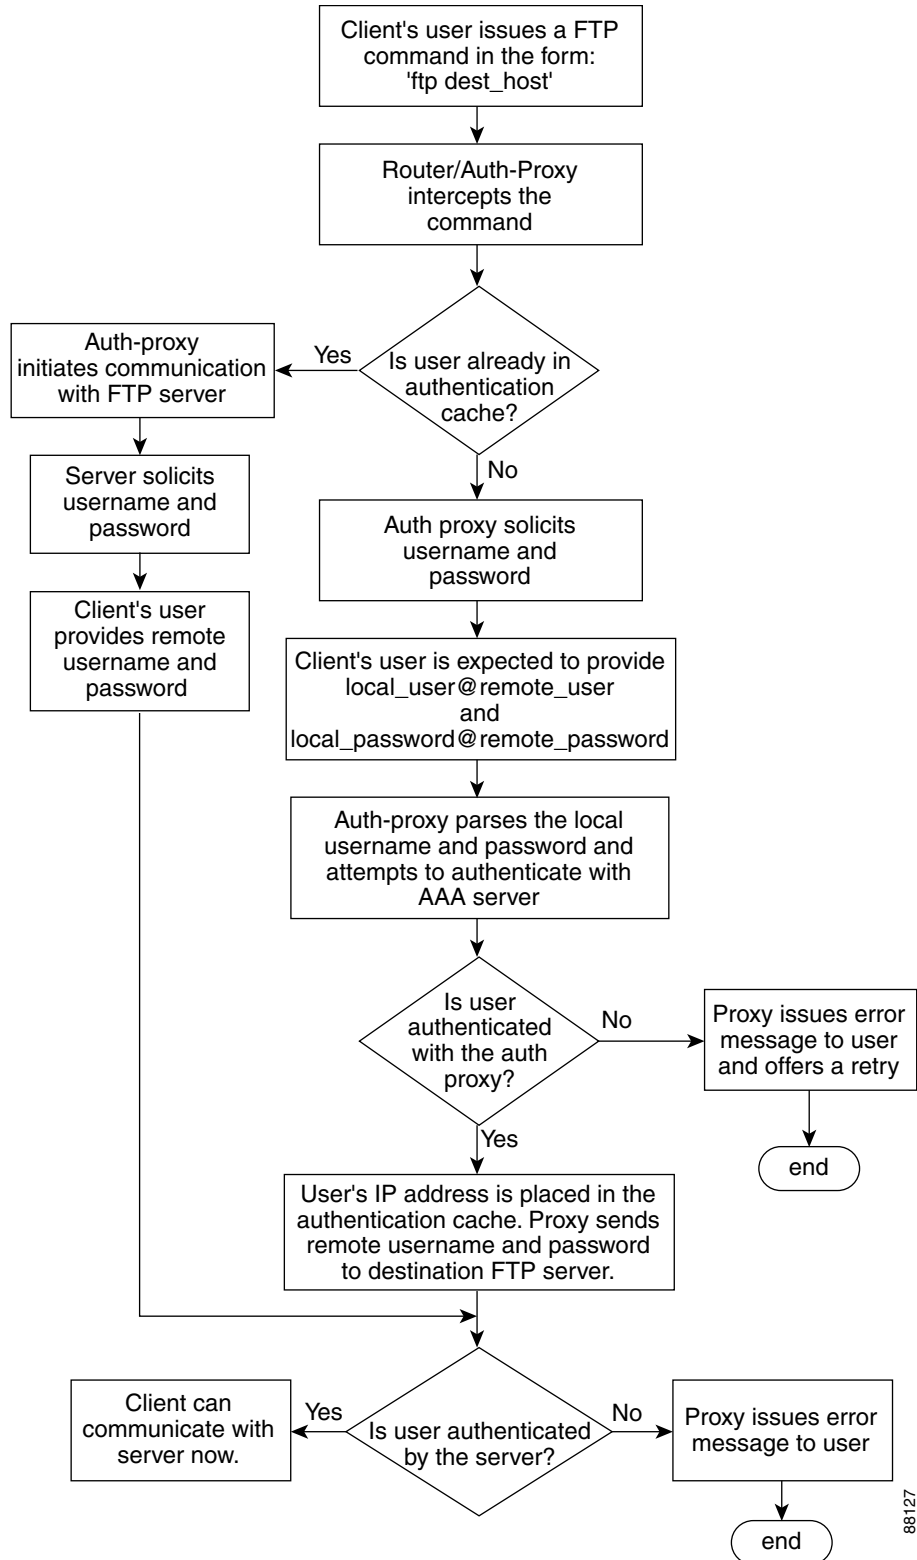 Client's user issues a FTP
command in the form:
'ftp dest_host'
Router/Auth-Proxy
intercepts the
command
Is user already in
authentication
cache?
Yes
Auth-proxy
initiates communication
with FTP server
Server solicits
username and
password
Client's user
provides remote
username and
password
No
Auth proxy solicits
username and
password
Client's user is expected to provide
local_user@remote_user
and
local_password@remote_password
Auth-proxy parses the local
username and password and
attempts to authenticate with
AAA server
Is user
authenticated
with the auth
proxy?
No
Proxy issues error
message to user
and offers a retry
end
Yes
User's IP address is placed in the
authentication cache. Proxy sends
remote username and password
to destination FTP server.
Is user authenticated
by the server?
Yes
Client can
communicate with
server now.
No
Proxy issues error
message to user
end
88127